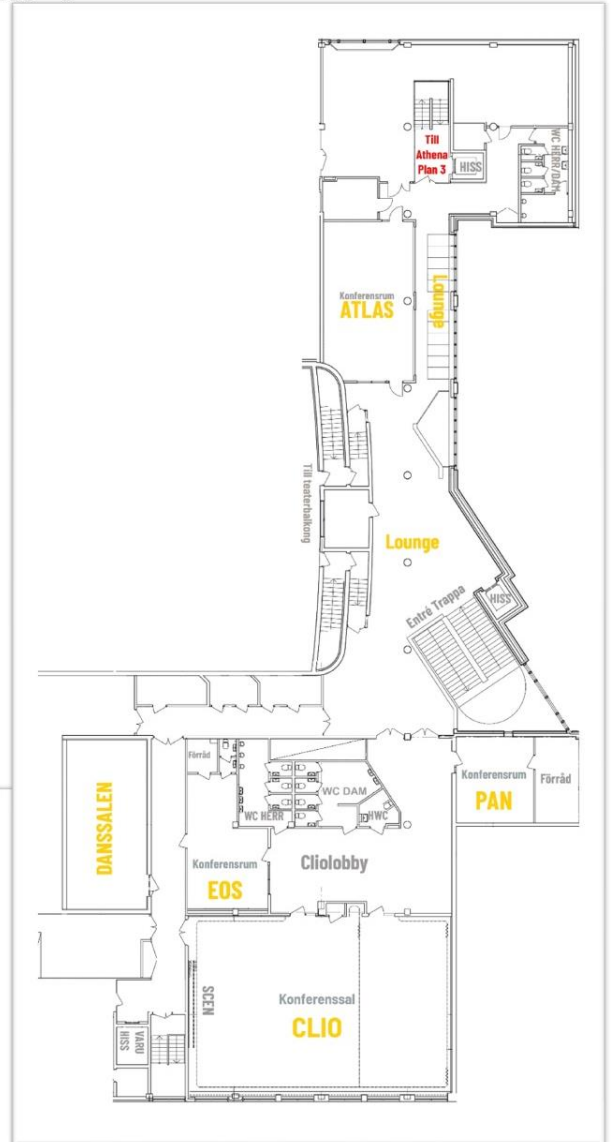 Till
Athena
Plan 3
HISS
WC HERR/DAM
Konferensrum
ATLAS
Lounge
Till teaterbalkong
Lounge
Entré Trappa
HISS
Förråd
WC HERR
WC DAM
HWC
Konferensrum
PAN
Förråd
DANSSALEN
Konferensrum
EOS
Cliolobby
SCEN
Konferenssal
CLIO
VARU
HISS